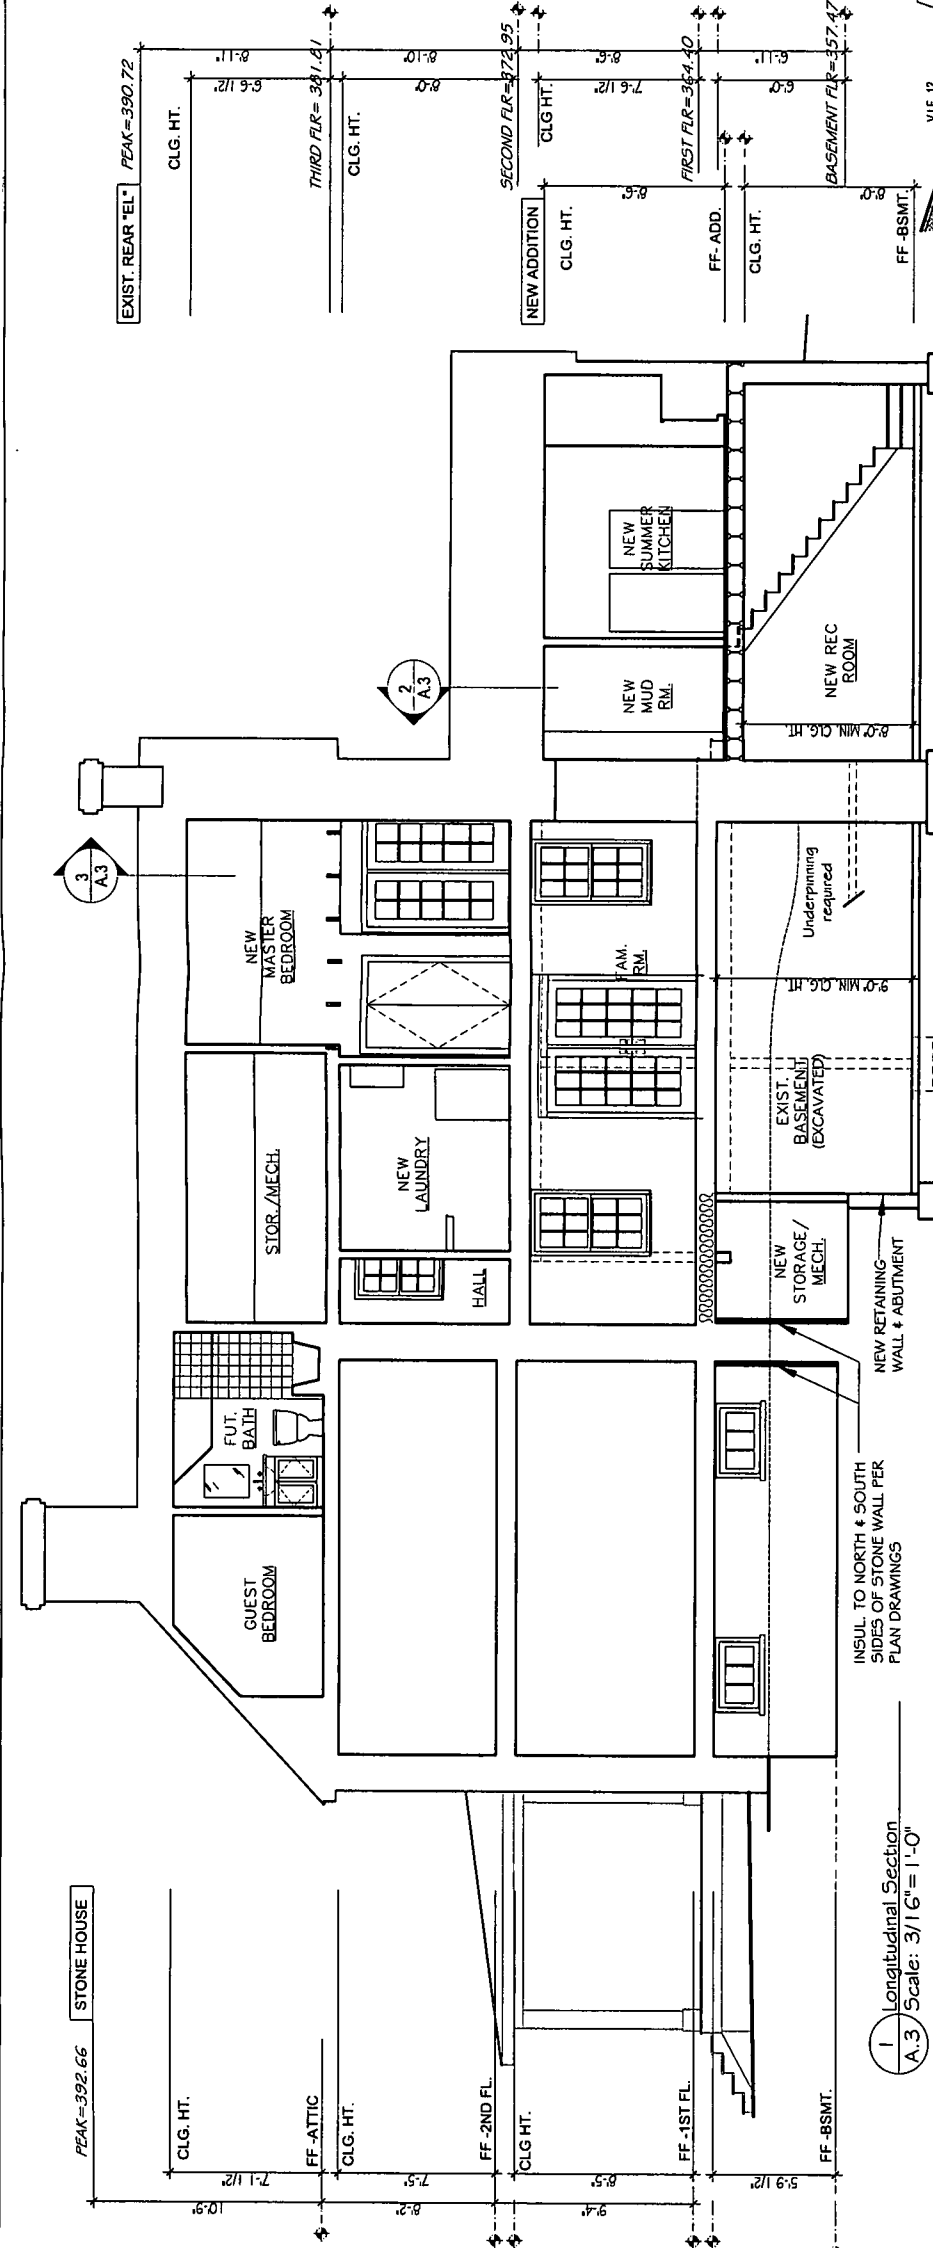 PEAK=392.66
STONE HOUSE
CLG. HT.
7'-1 1/2"
10'-9"
FF -ATTIC
CLG. HT.
7'-5"
8'-2"
FF -2ND FL.
CLG HT.
8'-5"
9'-4"
FF -1ST FL.
5'-9 1/2"
FF -BSMT.
1
A.3
Longitudinal Section
Scale: 3/16"=1'-0"
GUEST
BEDROOM
FUT.
BATH
STOR./MECH.
NEW
MASTER
BEDROOM
3
A.3
HALL
NEW
LAUNDRY
FAM.
RM.
2
A.3
NEW
MUD
RM.
NEW
SUMMER
KITCHEN
NEW
STORAGE/
MECH.
EXIST.
BASEMENT
(EXCAVATED)
9'-0" MIN. CLG. HT.
Underpinning
required
8'-0" MIN. CLG. HT.
NEW REC
ROOM
INSUL. TO NORTH & SOUTH
SIDES OF STONE WALL PER
PLAN DRAWINGS
NEW RETAINING
WALL & ABUTMENT
EXIST. REAR "EL"
PEAK=390.72
CLG. HT.
6'-6 1/2"
8'-11"
THIRD FLR= 381.81
CLG. HT.
8'-0"
8'-10"
SECOND FLR=372.95
NEW ADDITION
CLG HT.
CLG. HT.
8'-6"
7'-6 1/2"
8'-6"
FIRST FLR=364.40
FF- ADD.
CLG. HT.
6'-0"
6'-11"
BASEMENT FLR=357.47
8'-0"
FF -BSMT.